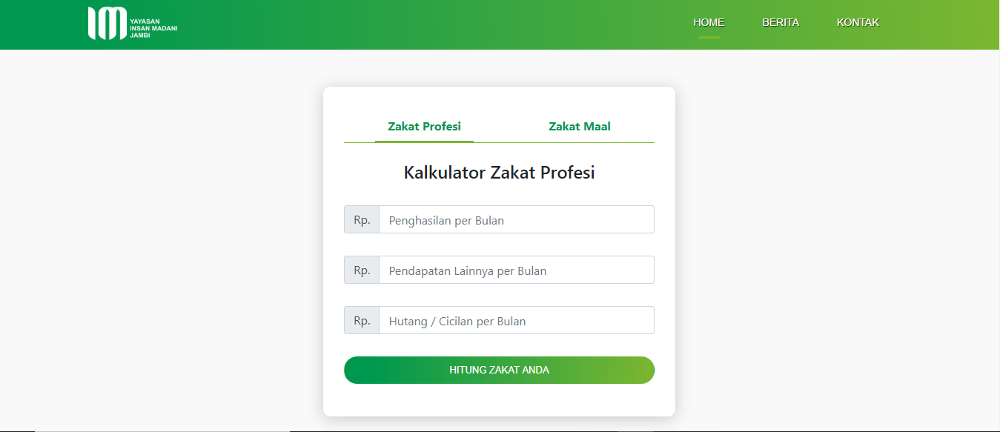 YAYASAN
INSAN MADANI
JAMBI
HOME BERITA KONTAK
Zakat Profesi Zakat Maal
Kalkulator Zakat Profesi
Rp. Penghasilan per Bulan
Rp. Pendapatan Lainnya per Bulan
Rp. Hutang / Cicilan per Bulan
HITUNG ZAKAT ANDA